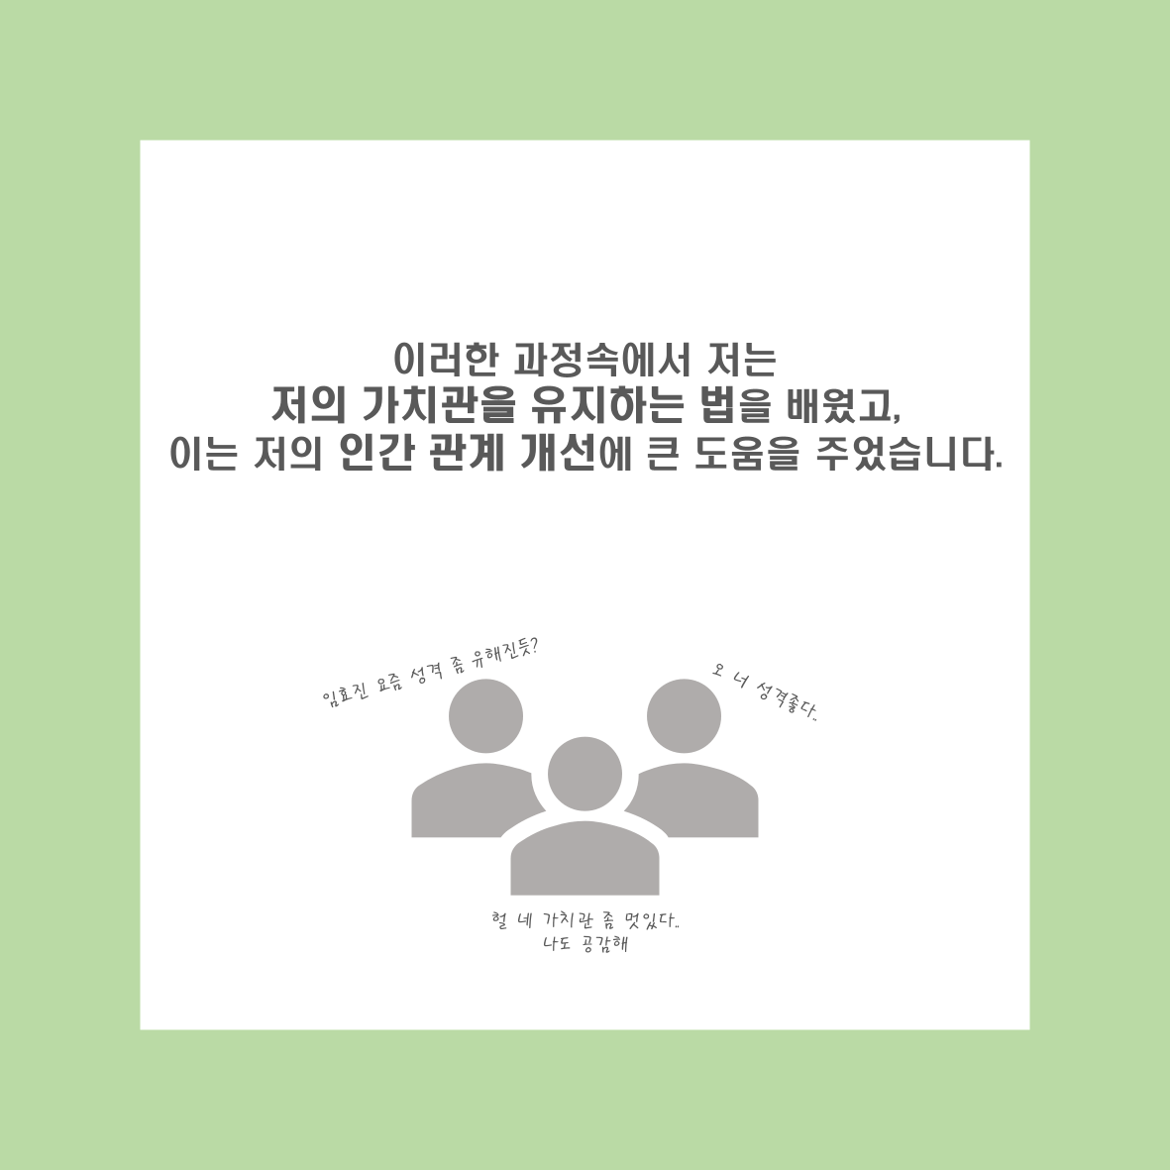 이러한 과정속에서 저는
저의 가치관을 유지하는 법을 배웠고,
이는 저의 인간 관계 개선에 큰 도움을 주었습니다.
임효진 요즘 성격 좀 유해진듯?
오 너 성격좋다..
헐 네 가치관 좀 멋있다..
나도 공감해